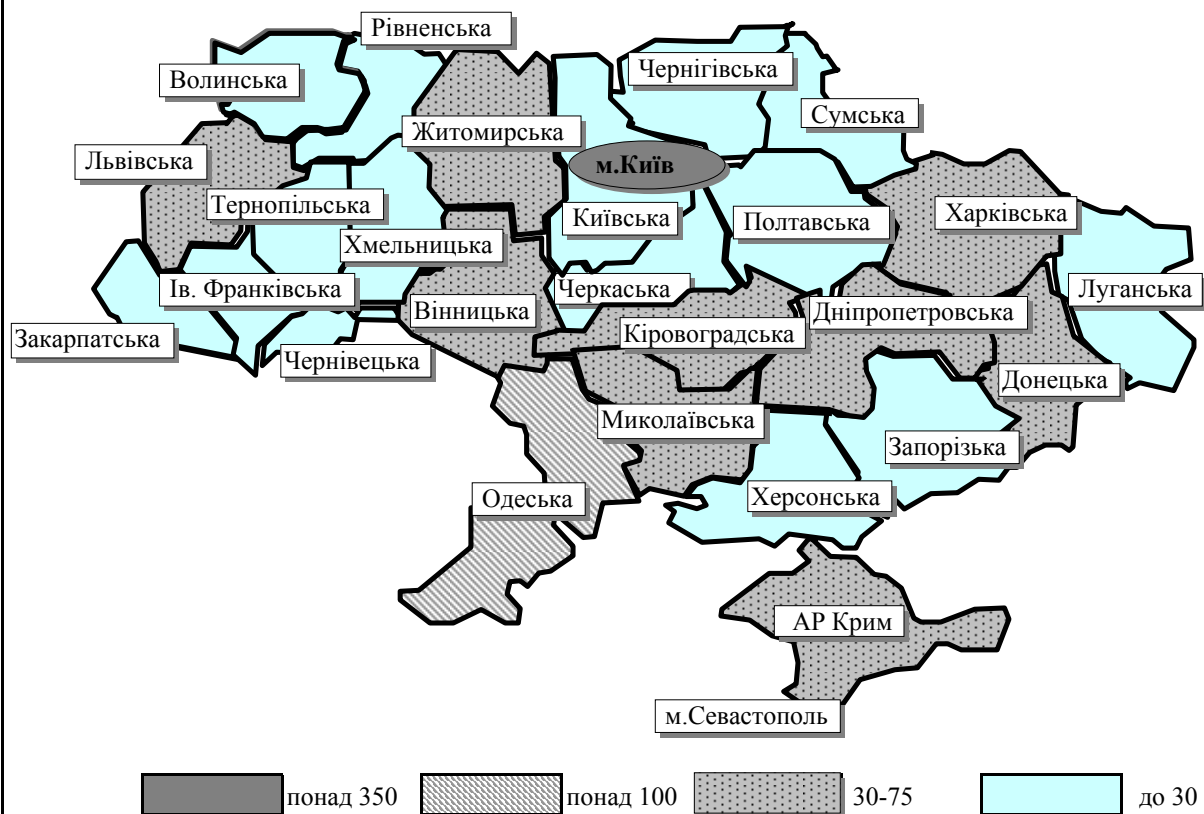 Рівненська
Волинська
Чернігівська
Сумська
Житомирська
Львівська
м.Київ
Тернопільська
Київська
Полтавська
Харківська
Хмельницька
Ів. Франківська
Черкаська
Луганська
Вінницька
Дніпропетровська
Закарпатська
Кіровоградська
Чернівецька
Донецька
Миколаївська
Запорізька
Одеська
Херсонська
АР Крим
м.Севастополь
понад 350
понад 100
30-75
до 30